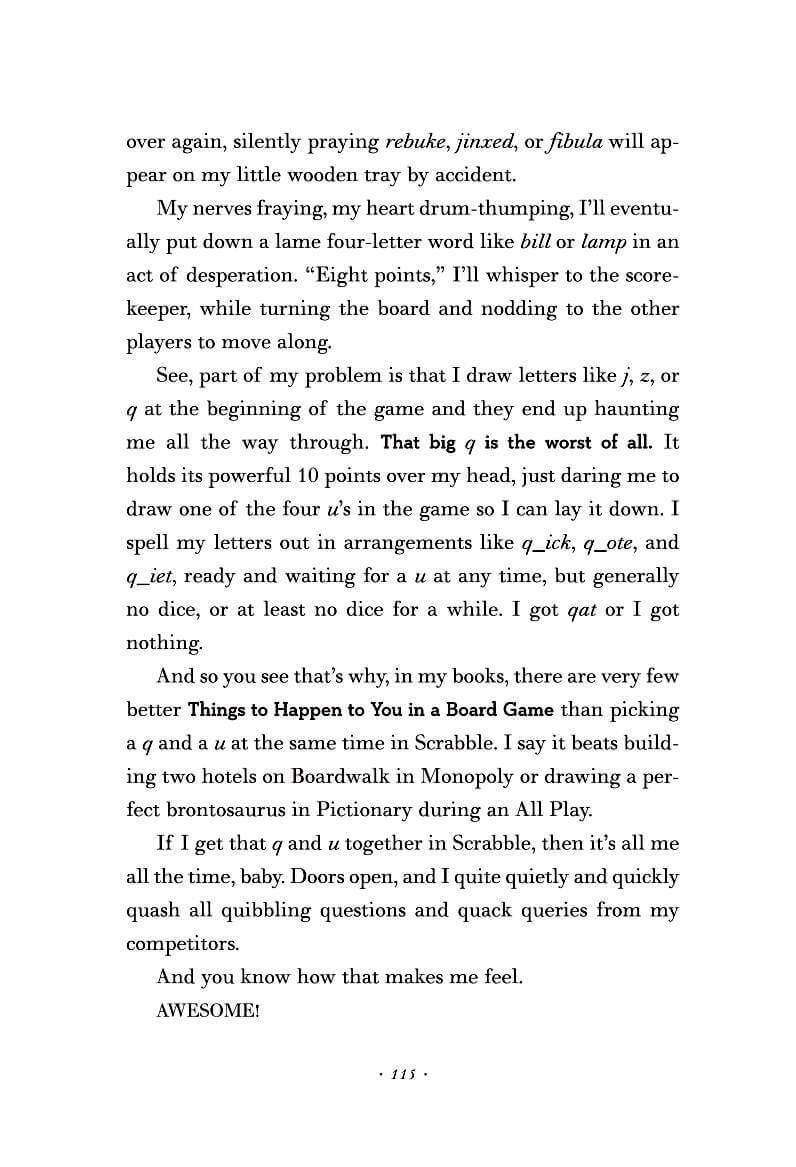 over again, silently praying rebuke, jinxed, or fibula will ap-
pear on my little wooden tray by accident.
My nerves fraying, my heart drum-thumping, I’ll eventu-
ally put down a lame four-letter word like bill or lamp in an
act of desperation. “Eight points,” I’ll whisper to the score-
keeper, while turning the board and nodding to the other
players to move along.
See, part of my problem is that I draw letters like j, z, or
q at the beginning of the game and they end up haunting
me all the way through. That big q is the worst of all. It
holds its powerful 10 points over my head, just daring me to
draw one of the four u’s in the game so I can lay it down. I
spell my letters out in arrangements like q_ick, q_ote, and
q_iet, ready and waiting for a u at any time, but generally
no dice, or at least no dice for a while. I got qat or I got
nothing.
And so you see that’s why, in my books, there are very few
better Things to Happen to You in a Board Game than picking
a q and a u at the same time in Scrabble. I say it beats build-
ing two hotels on Boardwalk in Monopoly or drawing a per-
fect brontosaurus in Pictionary during an All Play.
If I get that q and u together in Scrabble, then it’s all me
all the time, baby. Doors open, and I quite quietly and quickly
quash all quibbling questions and quack queries from my
competitors.
And you know how that makes me feel.
AWESOME!
· 115 ·